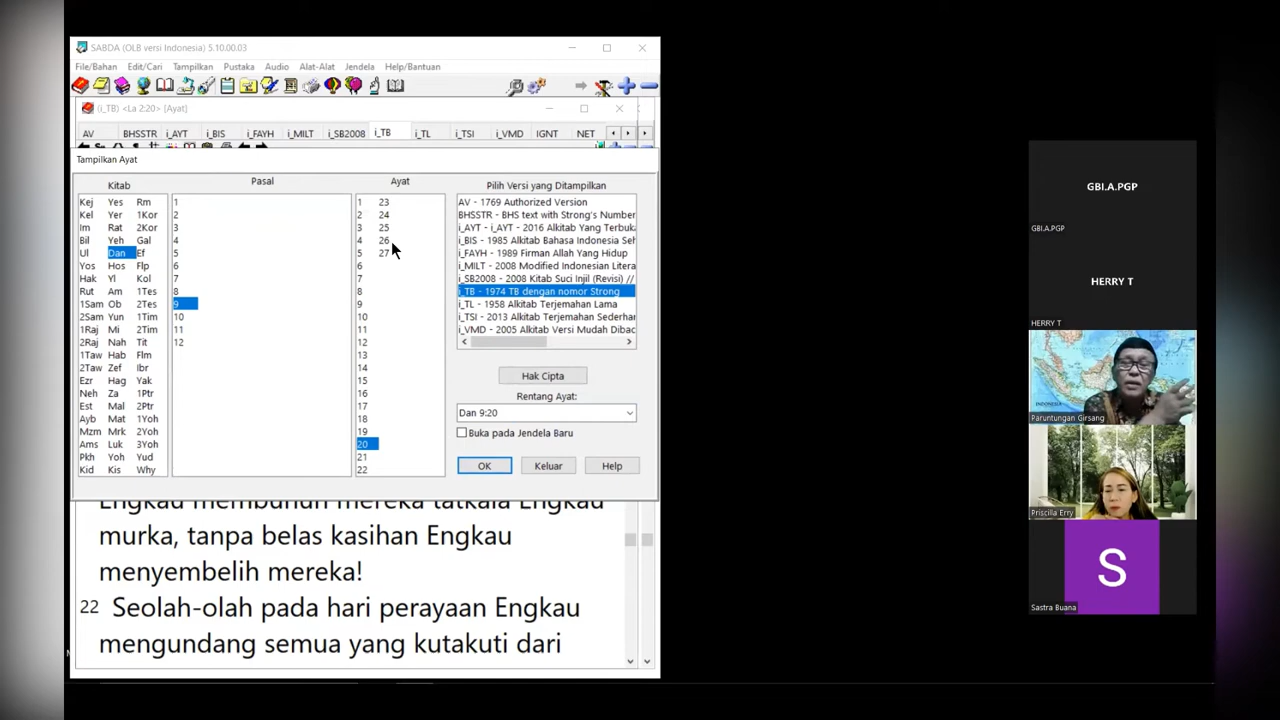 SABDA (OLB versi Indonesia) 5.10.00.03
File/Bahan Edit/Cari Tampilkan Pustaka Audio Alat-Alat Jendela Help/Bantuan
(i_TB) <La 2:20> [Ayat]
AV BHSSTR i_AYT i_BIS i_FAYH i_MILT i_SB2008 i_TB i_TL i_TSI i_VMD IGNT NET
Tampilkan Ayat
Kitab Pasal Ayat Pilih Versi yang Ditampilkan
Kej Yes Rm 1 1 23 AV - 1769 Authorized Version
Kel Yer 1Kor 2 2 24 BHSSTR - BHS text with Strong's Number
Im Rat 2Kor 3 3 25 i_AYT - AYT - 2016 Alkitab Yang Terbuka
Bil Yeh Gal 4 4 26 i_BIS - 1985 Alkitab Bahasa Indonesia Seh
Ul Dan Ef 5 5 27 i_FAYH - 1989 Firman Allah Yang Hidup
Yos Hos Flp 6 6 i_MILT - 2008 Modified Indonesian Litera
Hak Yl Kol 7 7 i_SB2008 - 2008 Kitab Suci Injil (Revisi) //
Rut Am 1Tes 8 8 i_TB - 1974 TB dengan nomor Strong
1Sam Ob 2Tes 9 9 i_TL - 1958 Alkitab Terjemahan Lama
2Sam Yun 1Tim 10 10 i_TSI - 2013 Alkitab Terjemahan Sederhan
1Raj Mi 2Tim 11 11 i_VMD - 2005 Alkitab Versi Mudah Dibac
2Raj Nah Tit 12 12
1Taw Hab Flm 13
2Taw Zef Ibr 14
Ezr Hag Yak 15
Neh Za 1Ptr 16
Est Mal 2Ptr 17
Ayb Mat 1Yoh 18
Mzm Mrk 2Yoh 19
Ams Luk 3Yoh 20
Pkh Yoh Yud 21
Kid Kis Why 22
Hak Cipta
Rentang Ayat:
Dan 9:20
Buka pada Jendela Baru
OK Keluar Help
Engkau membunuh mereka tatkala Engkau
murka, tanpa belas kasihan Engkau
menyembelih mereka!
22 Seolah-olah pada hari perayaan Engkau
mengundang semua yang kutakuti dari
GBI.A.PGP
GBI.A.PGP
HERRY T
HERRY T
INDONESIA
Paruntungan Girsang
Priscilla Erry
S
Sastra Buana